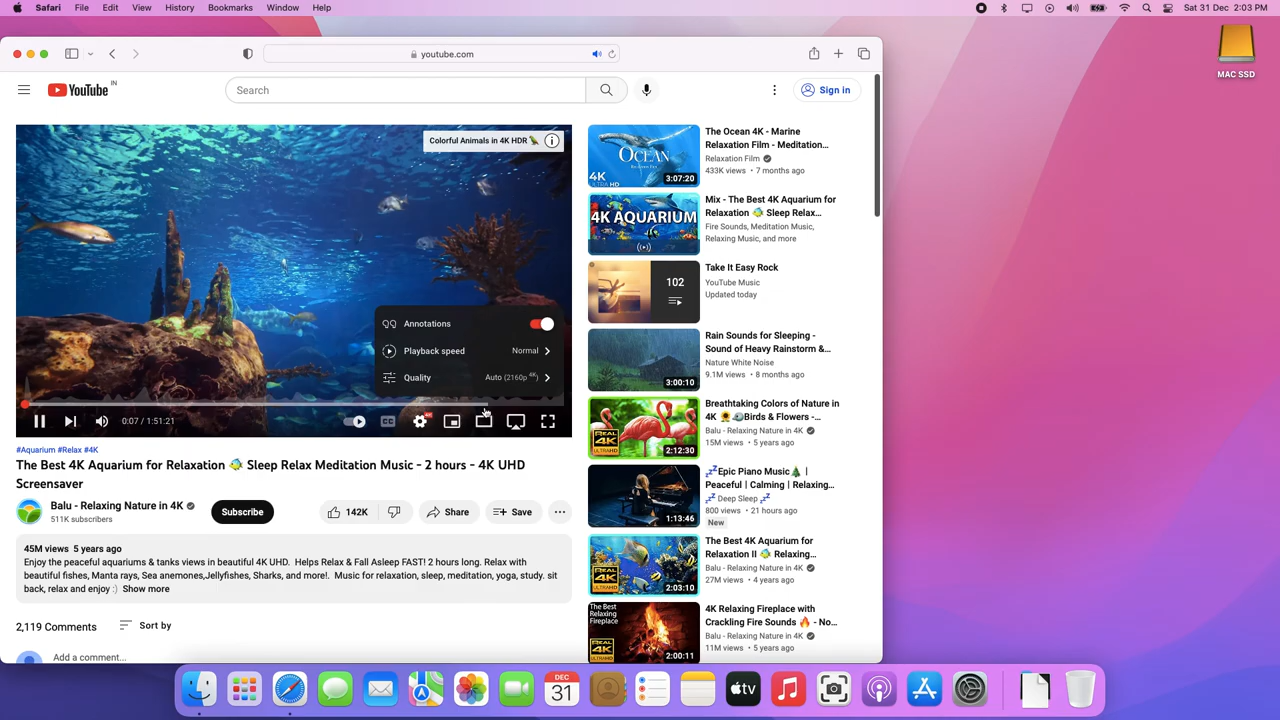 Safari File Edit View History Bookmarks Window Help Sat 31 Dec 2:03 PM
youtube.com
MAC SSD
YouTube IN
Search
Sign in
Colorful Animals in 4K HDR
Annotations
Playback speed Normal
Quality Auto (2160p 4K)
0:07 / 1:51:21
CC
#Aquarium #Relax #4K
The Best 4K Aquarium for Relaxation 🐠 Sleep Relax Meditation Music - 2 hours - 4K UHD
Screensaver
Balu - Relaxing Nature in 4K
511K subscribers
Subscribe
142K
Share
Save
45M views 5 years ago
Enjoy the peaceful aquariums & tanks views in beautiful 4K UHD. Helps Relax & Fall Asleep FAST! 2 hours long. Relax with
beautiful fishes, Manta rays, Sea anemones,Jellyfishes, Sharks, and more!. Music for relaxation, sleep, meditation, yoga, study. sit
back, relax and enjoy :) Show more
2,119 Comments
Sort by
Add a comment...
OCEAN
4K
ULTRA HD
3:07:20
The Ocean 4K - Marine
Relaxation Film - Meditation...
Relaxation Film
433K views • 7 months ago
4K AQUARIUM
Mix - The Best 4K Aquarium for
Relaxation 🐠 Sleep Relax...
Fire Sounds, Meditation Music,
Relaxing Music, and more
102
Take It Easy Rock
YouTube Music
Updated today
3:00:10
Rain Sounds for Sleeping -
Sound of Heavy Rainstorm &...
Nature White Noise
9.1M views • 8 months ago
REAL
4K
ULTRAHD
2:12:30
Breathtaking Colors of Nature in
4K 🌻🐦Birds & Flowers -...
Balu - Relaxing Nature in 4K
15M views • 5 years ago
1:13:46
💤Epic Piano Music🎄 |
Peaceful | Calming | Relaxing...
💤 Deep Sleep 💤
800 views • 21 hours ago
New
REAL
4K
ULTRAHD
2:03:10
The Best 4K Aquarium for
Relaxation II 🐠 Relaxing...
Balu - Relaxing Nature in 4K
27M views • 4 years ago
The Best
Relaxing
Fireplace
REAL
4K
ULTRAHD
2:00:11
4K Relaxing Fireplace with
Crackling Fire Sounds 🔥 - No...
Balu - Relaxing Nature in 4K
11M views • 5 years ago
DEC
31
tv